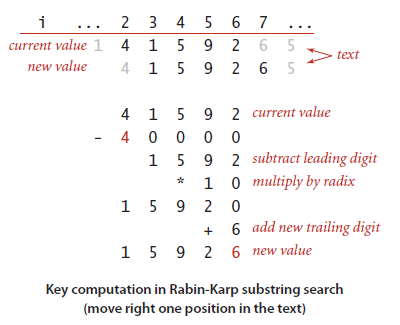 i ... 2 3 4 5 6 7 ...
current value 1 4 1 5 9 2 6 5
text
new value 4 1 5 9 2 6 5
4 1 5 9 2 current value
- 4 0 0 0 0
1 5 9 2 subtract leading digit
* 1 0 multiply by radix
1 5 9 2 0
+ 6 add new trailing digit
1 5 9 2 6 new value
Key computation in Rabin-Karp substring search
(move right one position in the text)